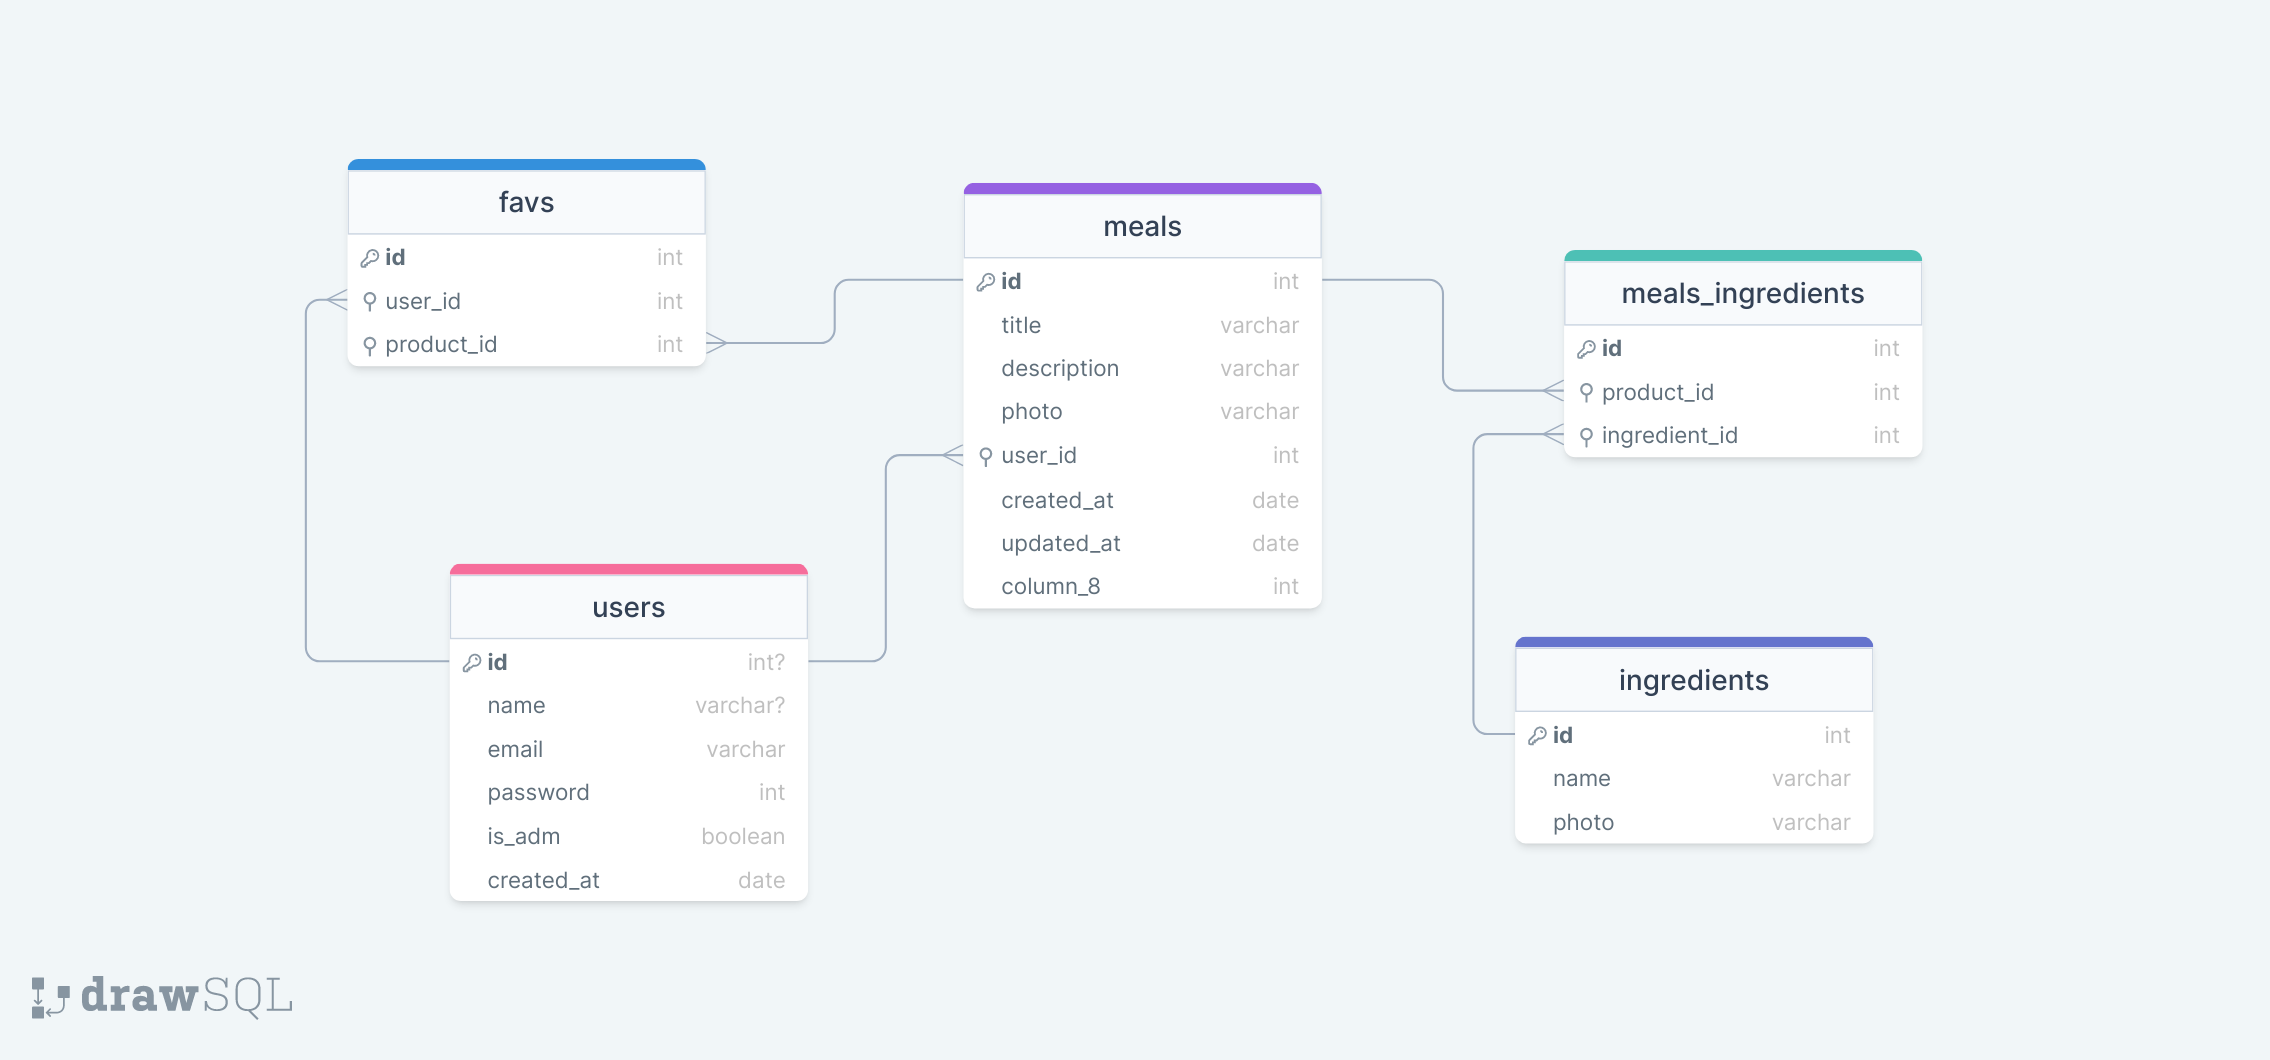 favs
id int
user_id int
product_id int
meals
id int
title varchar
description varchar
photo varchar
user_id int
created_at date
updated_at date
column_8 int
meals_ingredients
id int
product_id int
ingredient_id int
users
id int?
name varchar?
email varchar
password int
is_adm boolean
created_at date
ingredients
id int
name varchar
photo varchar
drawSQL